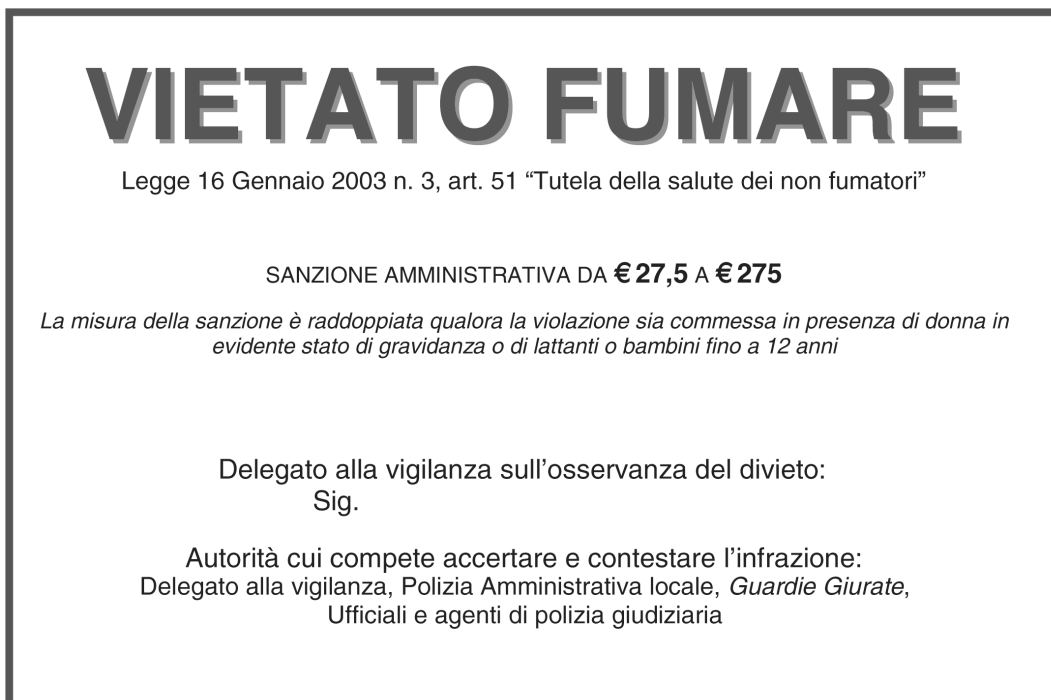 VIETATO FUMARE
Legge 16 Gennaio 2003 n. 3, art. 51 “Tutela della salute dei non fumatori”
SANZIONE AMMINISTRATIVA DA € 27,5 A € 275
La misura della sanzione è raddoppiata qualora la violazione sia commessa in presenza di donna in
evidente stato di gravidanza o di lattanti o bambini fino a 12 anni
Delegato alla vigilanza sull’osservanza del divieto:
Sig.
Autorità cui compete accertare e contestare l’infrazione:
Delegato alla vigilanza, Polizia Amministrativa locale, Guardie Giurate,
Ufficiali e agenti di polizia giudiziaria